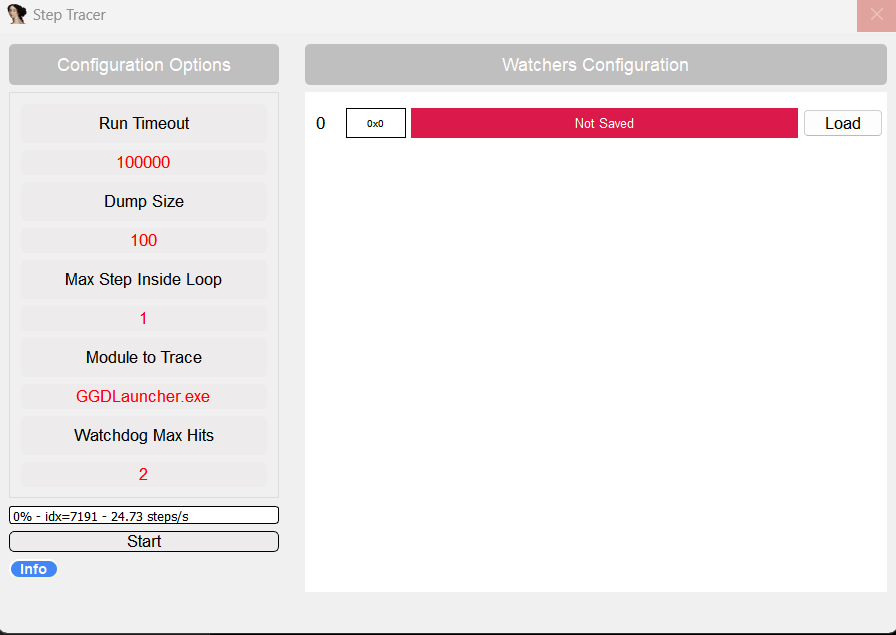 Step Tracer
Configuration Options
Run Timeout
100000
Dump Size
100
Max Step Inside Loop
1
Module to Trace
GGDLauncher.exe
Watchdog Max Hits
2
0% - idx=7191 - 24.73 steps/s
Start
Info
Watchers Configuration
0 0x0 Not Saved Load